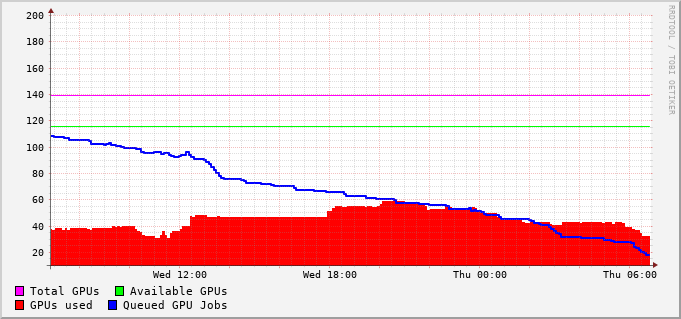 200
180
160
140
120
100
80
60
40
20
Wed 12:00 Wed 18:00 Thu 00:00 Thu 06:00
Total GPUs Available GPUs
GPUs used Queued GPU Jobs
RRDTOOL / TOBI OETIKER